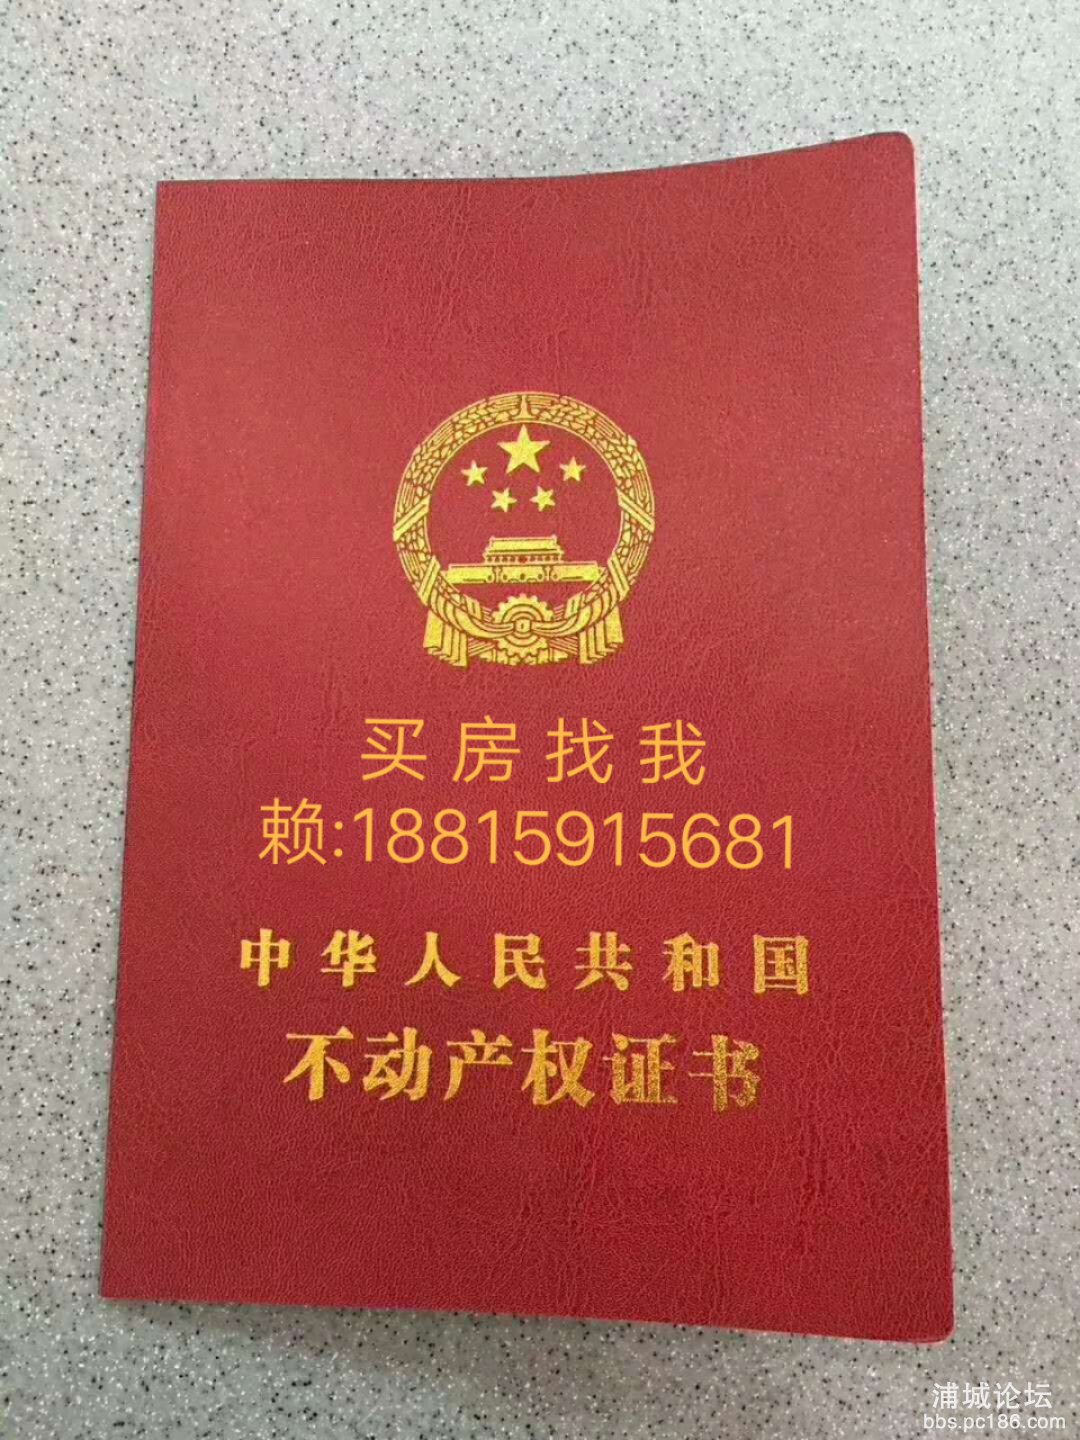 买房找我
赖:18815915681
中华人民共和国
不动产权证书
浦城论坛
bbs.pc186.com